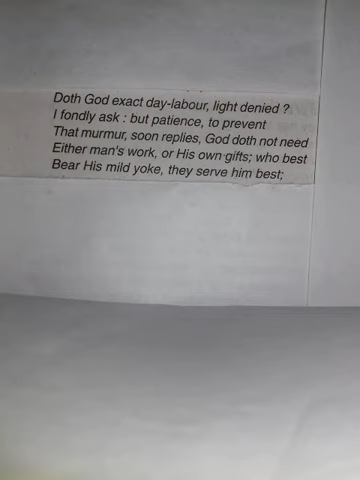 Doth God exact day-labour, light denied ?
I fondly ask : but patience, to prevent
That murmur, soon replies, God doth not need
Either man's work, or His own gifts; who best
Bear His mild yoke, they serve him best;